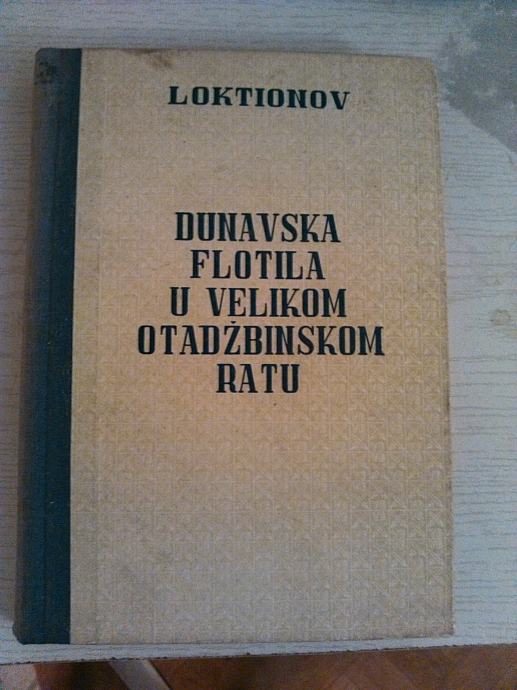 LOKTIONOV
DUNAVSKA
FLOTILA
U VELIKOM
OTADŽBINSKOM
RATU